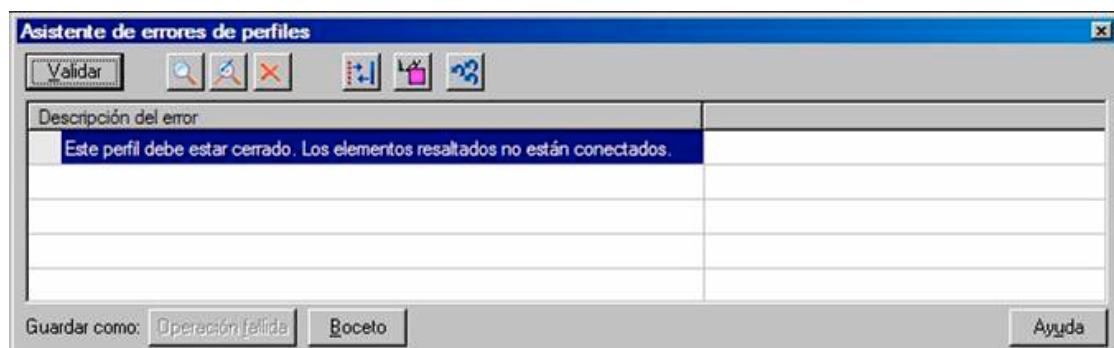 Asistente de errores de perfiles
Validar
Descripción del error
Este perfil debe estar cerrado. Los elementos resaltados no están conectados.
Guardar como: Operación fallida Boceto Ayuda